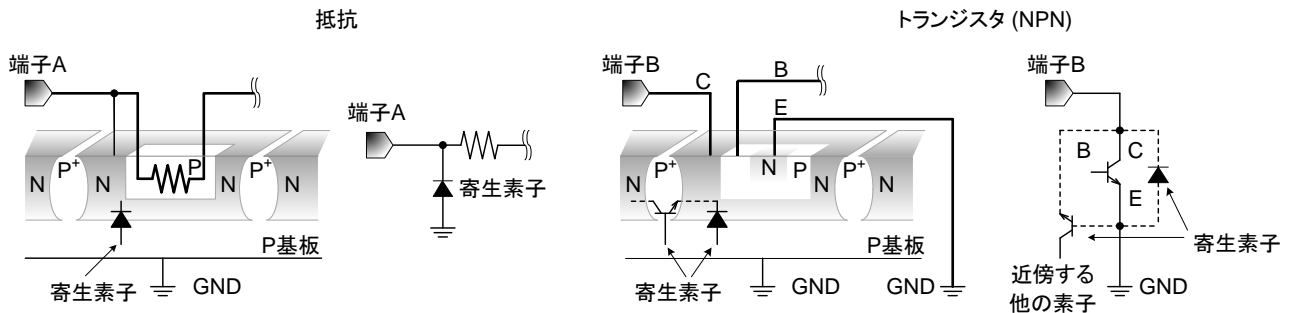 抵抗
端子A
P+ P P+
N N N N
P基板
寄生素子 GND
端子A
寄生素子
トランジスタ (NPN)
端子B
C B
E
P+ N P P+
N N N N
P基板
寄生素子 GND GND
端子B
B C
E
寄生素子
近傍する
他の素子
GND